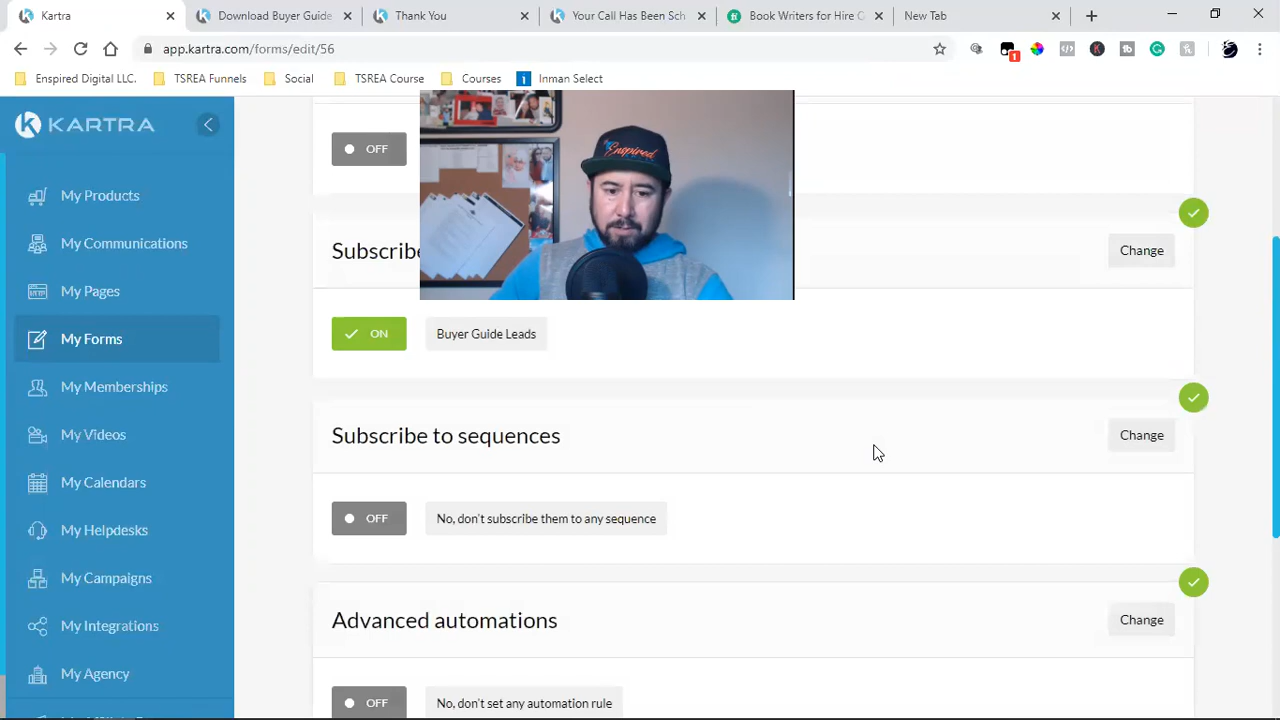 Kartra
Download Buyer Guide
Thank You
Your Call Has Been Sch
Book Writers for Hire
New Tab
app.kartra.com/forms/edit/56
1
Enspired Digital LLC.
TSREA Funnels
Social
TSREA Course
Courses
Inman Select
KARTRA
My Products
My Communications
My Pages
My Forms
My Memberships
My Videos
My Calendars
My Helpdesks
My Campaigns
My Integrations
My Agency
OFF
Enspired
Subscribe
Change
ON
Buyer Guide Leads
Subscribe to sequences
Change
OFF
No, don't subscribe them to any sequence
Advanced automations
Change
OFF
No, don't set any automation rule